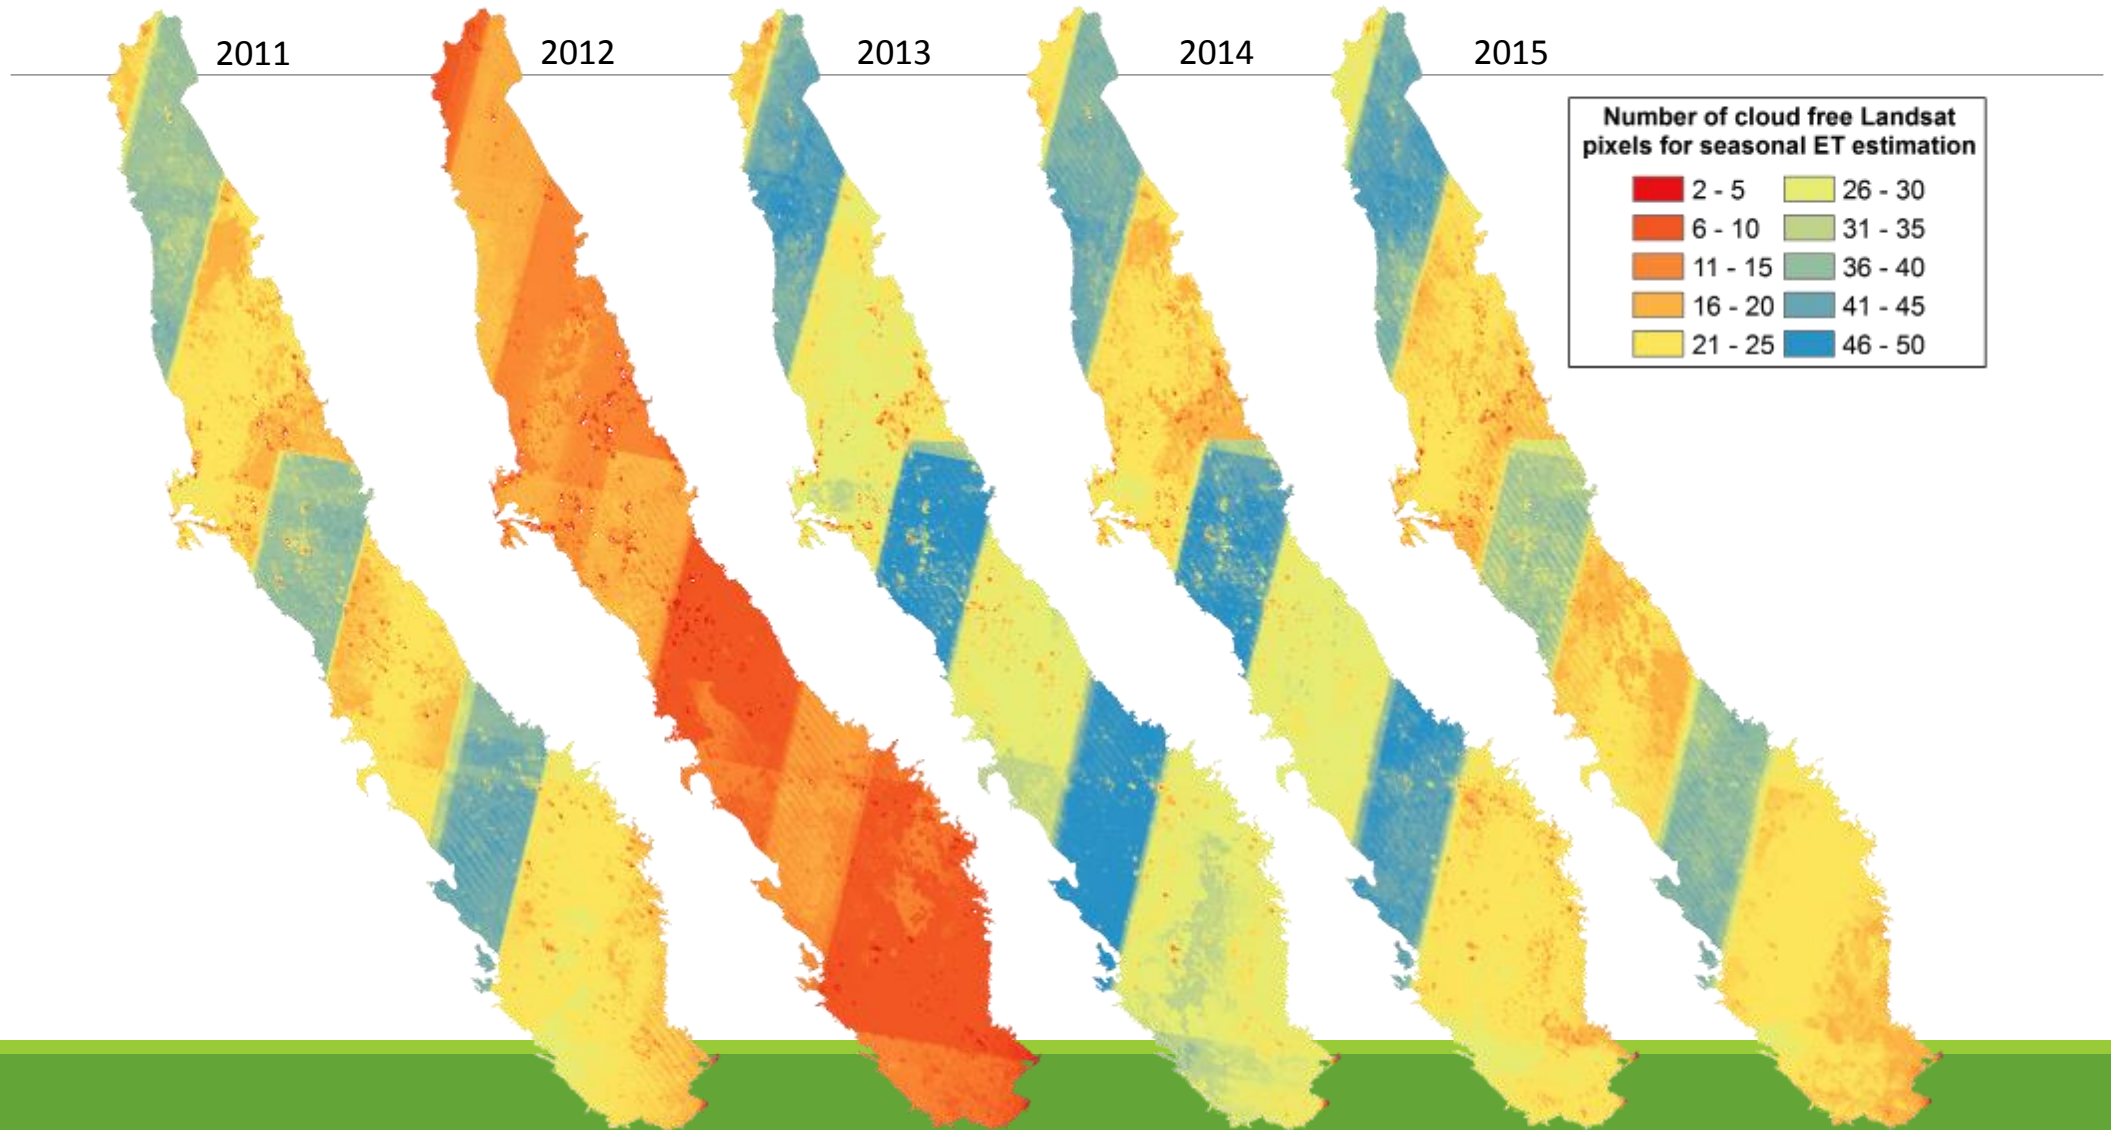 2011
2012
2013
2014
2015
Number of cloud free Landsat
pixels for seasonal ET estimation
2 - 5 26 - 30
6 - 10 31 - 35
11 - 15 36 - 40
16 - 20 41 - 45
21 - 25 46 - 50